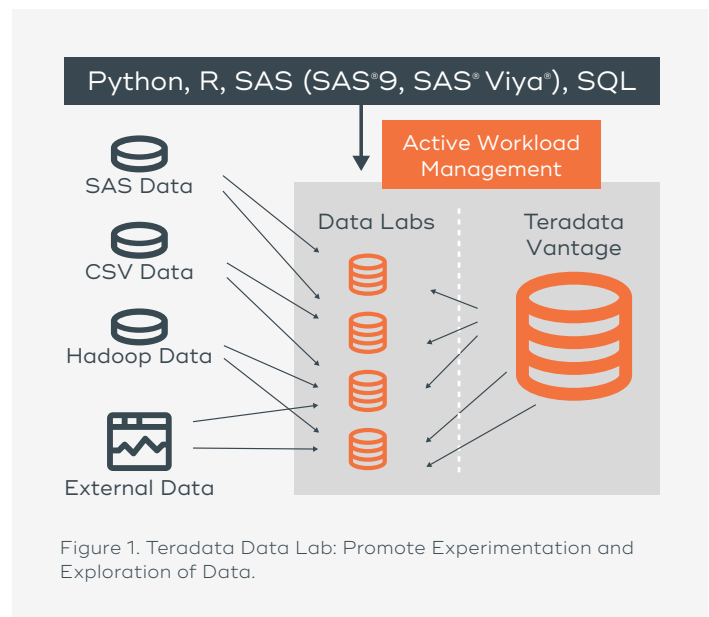 Python, R, SAS (SAS®9, SAS® Viya®), SQL
Active Workload
Management
SAS Data
CSV Data
Hadoop Data
External Data
Data Labs
Teradata
Vantage
Figure 1. Teradata Data Lab: Promote Experimentation and
Exploration of Data.